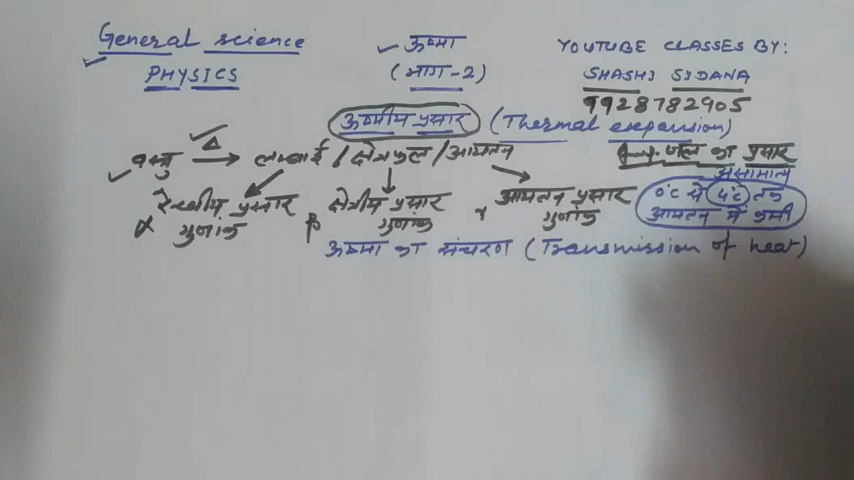 General science
PHYSICS
ऊष्मा
(भाग-2)
YOUTUBE CLASSES BY:
SHASHI SIDANA
9928782905
ऊष्मीय प्रसार (Thermal expansion)
वस्तु Δ → लम्बाई / क्षेत्रफल / आयतन
रेखीय प्रसार गुणांक α
क्षेत्रीय प्रसार गुणांक β
आयतन प्रसार गुणांक γ
जल का प्रसार
असामान्य
0°C से 4°C तक
आयतन में कमी
ऊष्मा का संचरण (Transmission of heat)